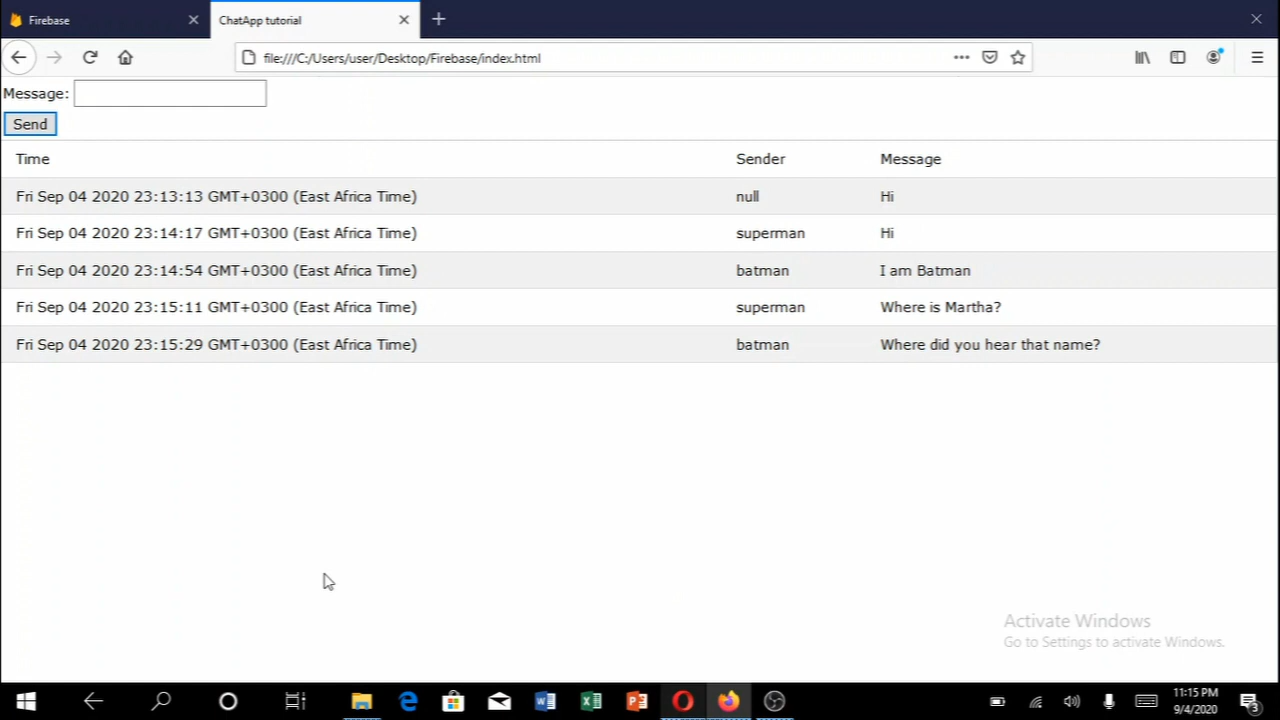 Firebase
ChatApp tutorial
file:///C:/Users/user/Desktop/Firebase/index.html
Message:
Send
Time Sender Message
Fri Sep 04 2020 23:13:13 GMT+0300 (East Africa Time) null Hi
Fri Sep 04 2020 23:14:17 GMT+0300 (East Africa Time) superman Hi
Fri Sep 04 2020 23:14:54 GMT+0300 (East Africa Time) batman I am Batman
Fri Sep 04 2020 23:15:11 GMT+0300 (East Africa Time) superman Where is Martha?
Fri Sep 04 2020 23:15:29 GMT+0300 (East Africa Time) batman Where did you hear that name?
Activate Windows
Go to Settings to activate Windows.
11:15 PM
9/4/2020
3